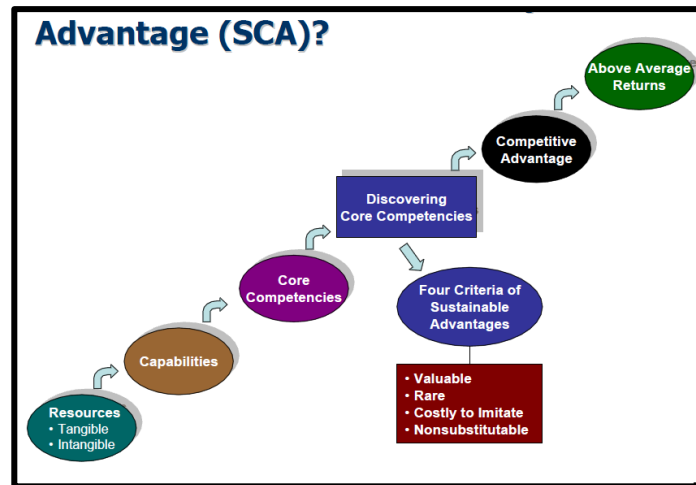 Advantage (SCA)?
Above Average
Returns
Competitive
Advantage
Discovering
Core Competencies
Core
Competencies
Four Criteria of
Sustainable
Advantages
Capabilities
• Valuable
• Rare
• Costly to Imitate
• Nonsubstitutable
Resources
• Tangible
• Intangible